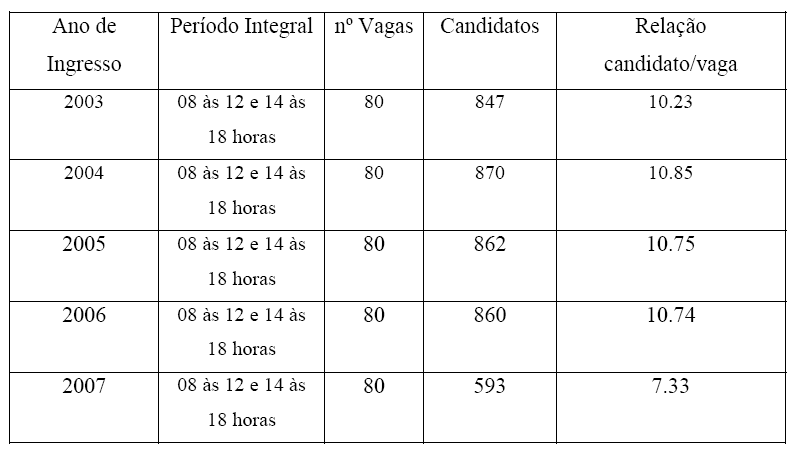 Ano de Ingresso Período Integral nº Vagas Candidatos Relação candidato/vaga
2003 08 às 12 e 14 às 18 horas 80 847 10.23
2004 08 às 12 e 14 às 18 horas 80 870 10.85
2005 08 às 12 e 14 às 18 horas 80 862 10.75
2006 08 às 12 e 14 às 18 horas 80 860 10.74
2007 08 às 12 e 14 às 18 horas 80 593 7.33